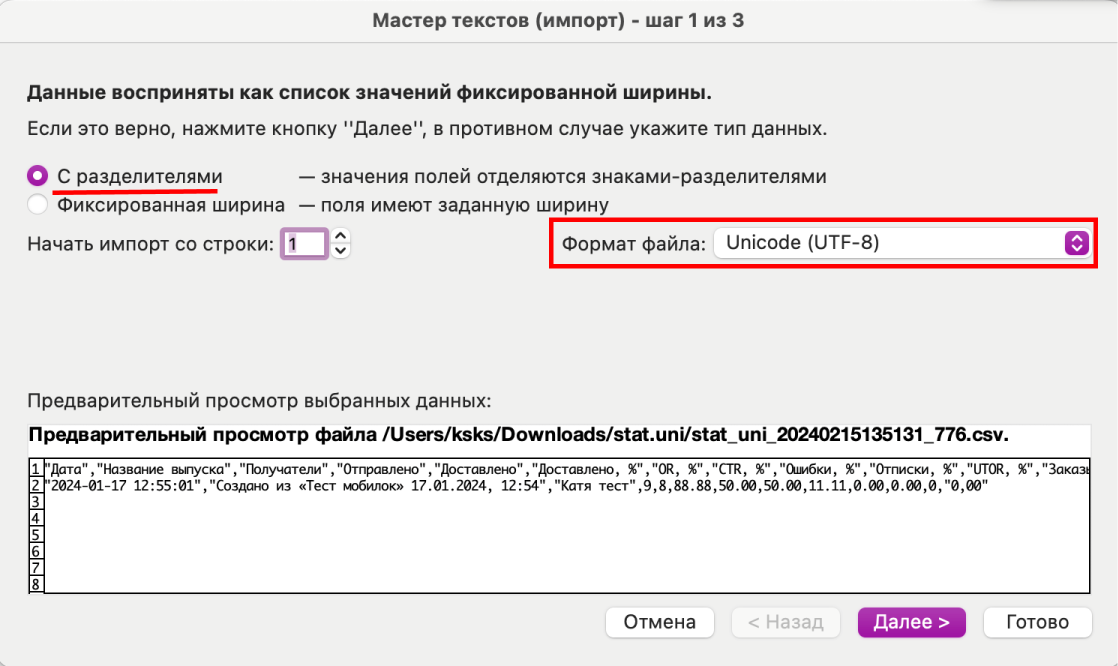 Мастер текстов (импорт) - шаг 1 из 3
Данные восприняты как список значений фиксированной ширины.
Если это верно, нажмите кнопку ''Далее'', в противном случае укажите тип данных.
С разделителями — значения полей отделяются знаками-разделителями
Фиксированная ширина — поля имеют заданную ширину
Начать импорт со строки: 1 Формат файла: Unicode (UTF-8)
Предварительный просмотр выбранных данных:
Предварительный просмотр файла /Users/ksks/Downloads/stat.uni/stat_uni_20240215135131_776.csv.
1 "Дата","Название выпуска","Получатели","Отправлено","Доставлено","Доставлено, %","OR, %","CTR, %","Ошибки, %","Отписки, %","UTOR, %","Заказы
2 "2024-01-17 12:55:01","Создано из «Тест мобилок» 17.01.2024, 12:54","Катя тест",9,8,88.88,50.00,50.00,11.11,0.00,0.00,0,"0,00"
3
4
5
6
7
8
Отмена < Назад Далее > Готово